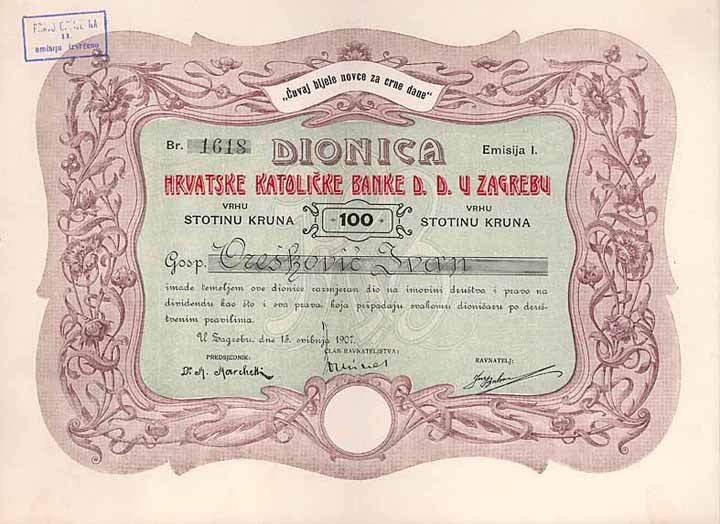 PRAVO
II.
emisiju izvršeno
„Čuvaj bijele novce za crne dane“
Br. 1618 DIONICA Emisija I.
HRVATSKE KATOLIČKE BANKE D. D. U ZAGREBU
VRHU STOTINU KRUNA 100 VRHU STOTINU KRUNA
Gosp. Orešković Ivan
imade temeljem ove dionice razmjeran dio na imovini društva i pravo na
dividendu kao što i sva prava, koja pripadaju svakomu dioničaru po druš-
tvenim pravilima.
U Zagrebu, dne 15. svibnja 1907.
PREDSJEDNIK: ČLAN RAVNATELJSTVA: RAVNATELJ:
Dr. A. Marchetti